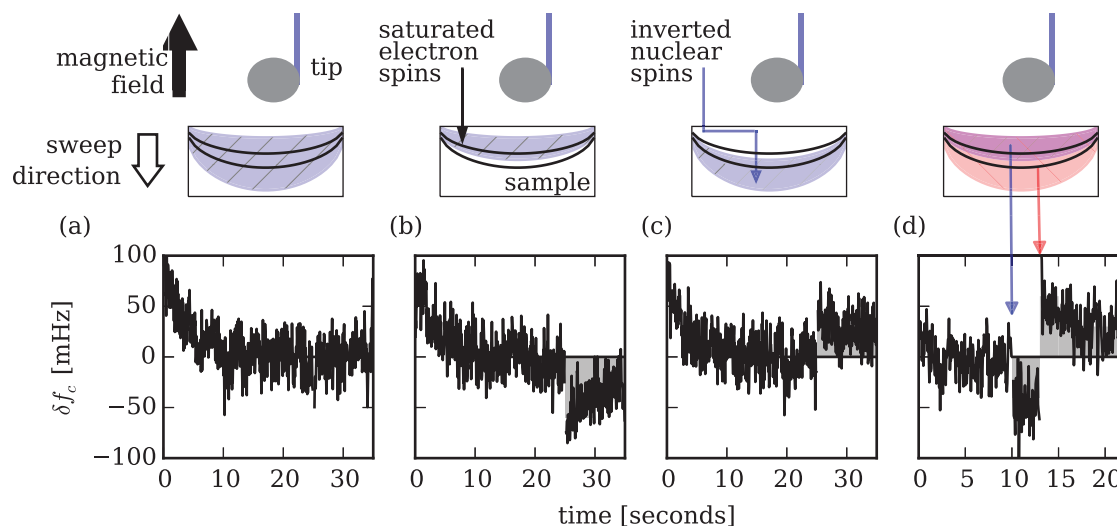 magnetic
field
tip
saturated
electron
spins
inverted
nuclear
spins
sweep
direction
sample
(a)
(b)
(c)
(d)
100
50
0
−50
−100
δf_c [mHz]
0 10 20 30
0 10 20 30
0 10 20 30
0 5 10 15 20
time [seconds]